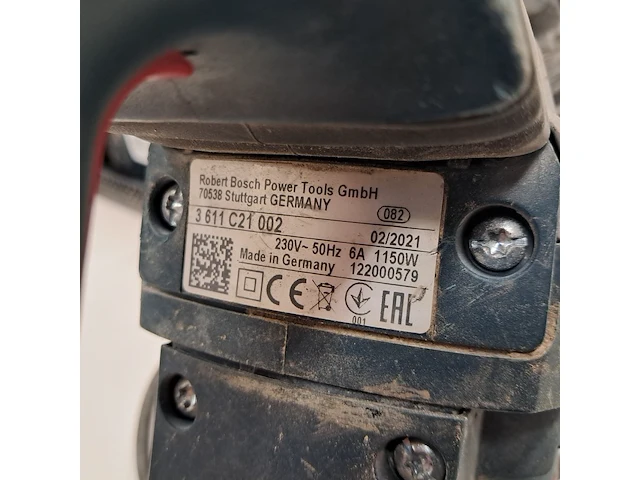 Robert Bosch Power Tools GmbH
70538 Stuttgart GERMANY
082
3 611 C21 002
02/2021
230V~ 50Hz 6A 1150W
Made in Germany 122000579
CE
001
EAC